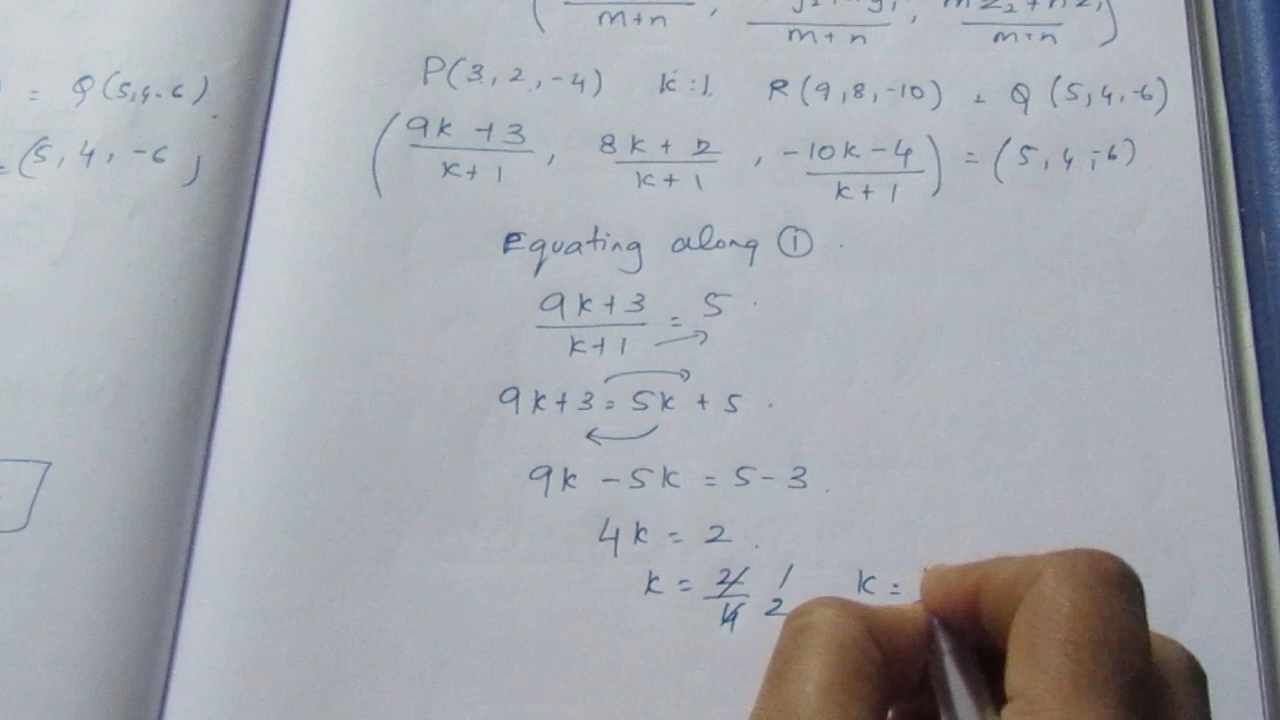 = Q(5,4-6).
=(5, 4, -6)
m+n , m+n , m+n )
P(3, 2, -4) k:1 R(9,8,-10) = Q(5,4,-6)
(9k+3/k+1, 8k+2/k+1, -10k-4/k+1) = (5, 4, -6)
Equating along ①.
9k+3/k+1 = 5
9k+3 = 5k + 5.
9k - 5k = 5-3.
4k = 2.
k = 2/4 1/2 k =